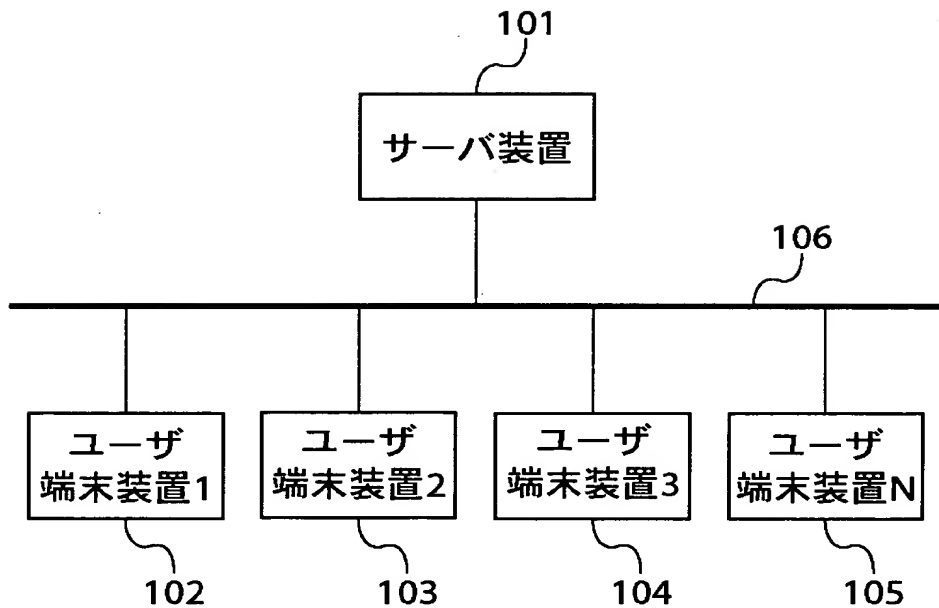 101
サーバ装置
106
ユーザ
端末装置1
ユーザ
端末装置2
ユーザ
端末装置3
ユーザ
端末装置N
102
103
104
105